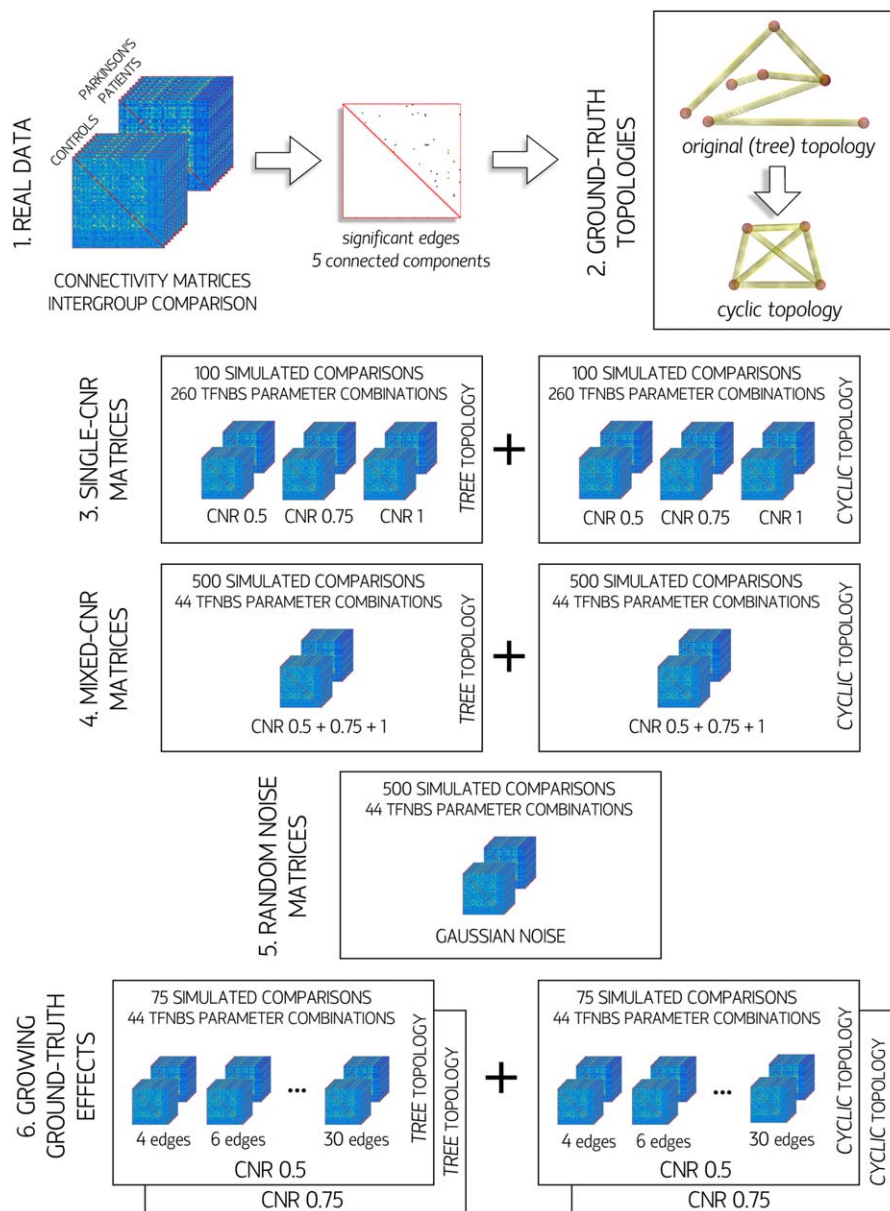 1. REAL DATA
CONTROLS
PARKINSON'S
PATIENTS
CONNECTIVITY MATRICES
INTERGROUP COMPARISON
significant edges
5 connected components
2. GROUND-TRUTH
TOPOLOGIES
original (tree) topology
cyclic topology
3. SINGLE-CNR
MATRICES
100 SIMULATED COMPARISONS
260 TFNBS PARAMETER COMBINATIONS
CNR 0.5
CNR 0.75
CNR 1
TREE TOPOLOGY
+
100 SIMULATED COMPARISONS
260 TFNBS PARAMETER COMBINATIONS
CNR 0.5
CNR 0.75
CNR 1
CYCLIC TOPOLOGY
4. MIXED-CNR
MATRICES
500 SIMULATED COMPARISONS
44 TFNBS PARAMETER COMBINATIONS
CNR 0.5 + 0.75 + 1
TREE TOPOLOGY
+
500 SIMULATED COMPARISONS
44 TFNBS PARAMETER COMBINATIONS
CNR 0.5 + 0.75 + 1
CYCLIC TOPOLOGY
5. RANDOM NOISE
MATRICES
500 SIMULATED COMPARISONS
44 TFNBS PARAMETER COMBINATIONS
GAUSSIAN NOISE
6. GROWING
GROUND-TRUTH
EFFECTS
75 SIMULATED COMPARISONS
44 TFNBS PARAMETER COMBINATIONS
...
4 edges
6 edges
30 edges
CNR 0.5
TREE TOPOLOGY
CNR 0.75
TREE TOPOLOGY
+
75 SIMULATED COMPARISONS
44 TFNBS PARAMETER COMBINATIONS
...
4 edges
6 edges
30 edges
CNR 0.5
CYCLIC TOPOLOGY
CNR 0.75
CYCLIC TOPOLOGY